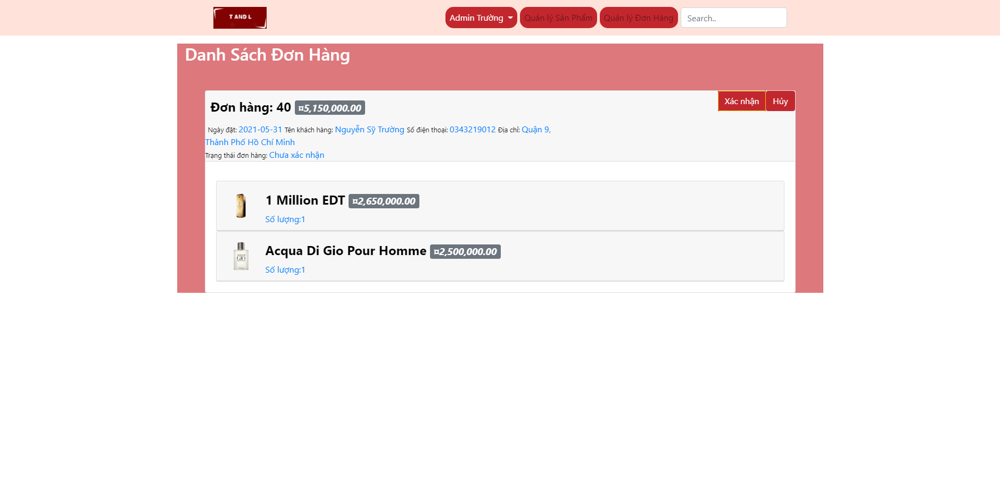 T AND L
Admin Trường
Quản lý Sản Phẩm
Quản lý Đơn Hàng
Search..
Danh Sách Đơn Hàng
Đơn hàng: 40 ¤5,150,000.00
Xác nhận
Hủy
Ngày đặt: 2021-05-31 Tên khách hàng: Nguyễn Sỹ Trường Số điện thoại: 0343219012 Địa chỉ: Quận 9,
Thành Phố Hồ Chí Minh
Trạng thái đơn hàng: Chưa xác nhận
1 Million EDT ¤2,650,000.00
Số lượng:1
GIO
Acqua Di Gio Pour Homme ¤2,500,000.00
Số lượng:1